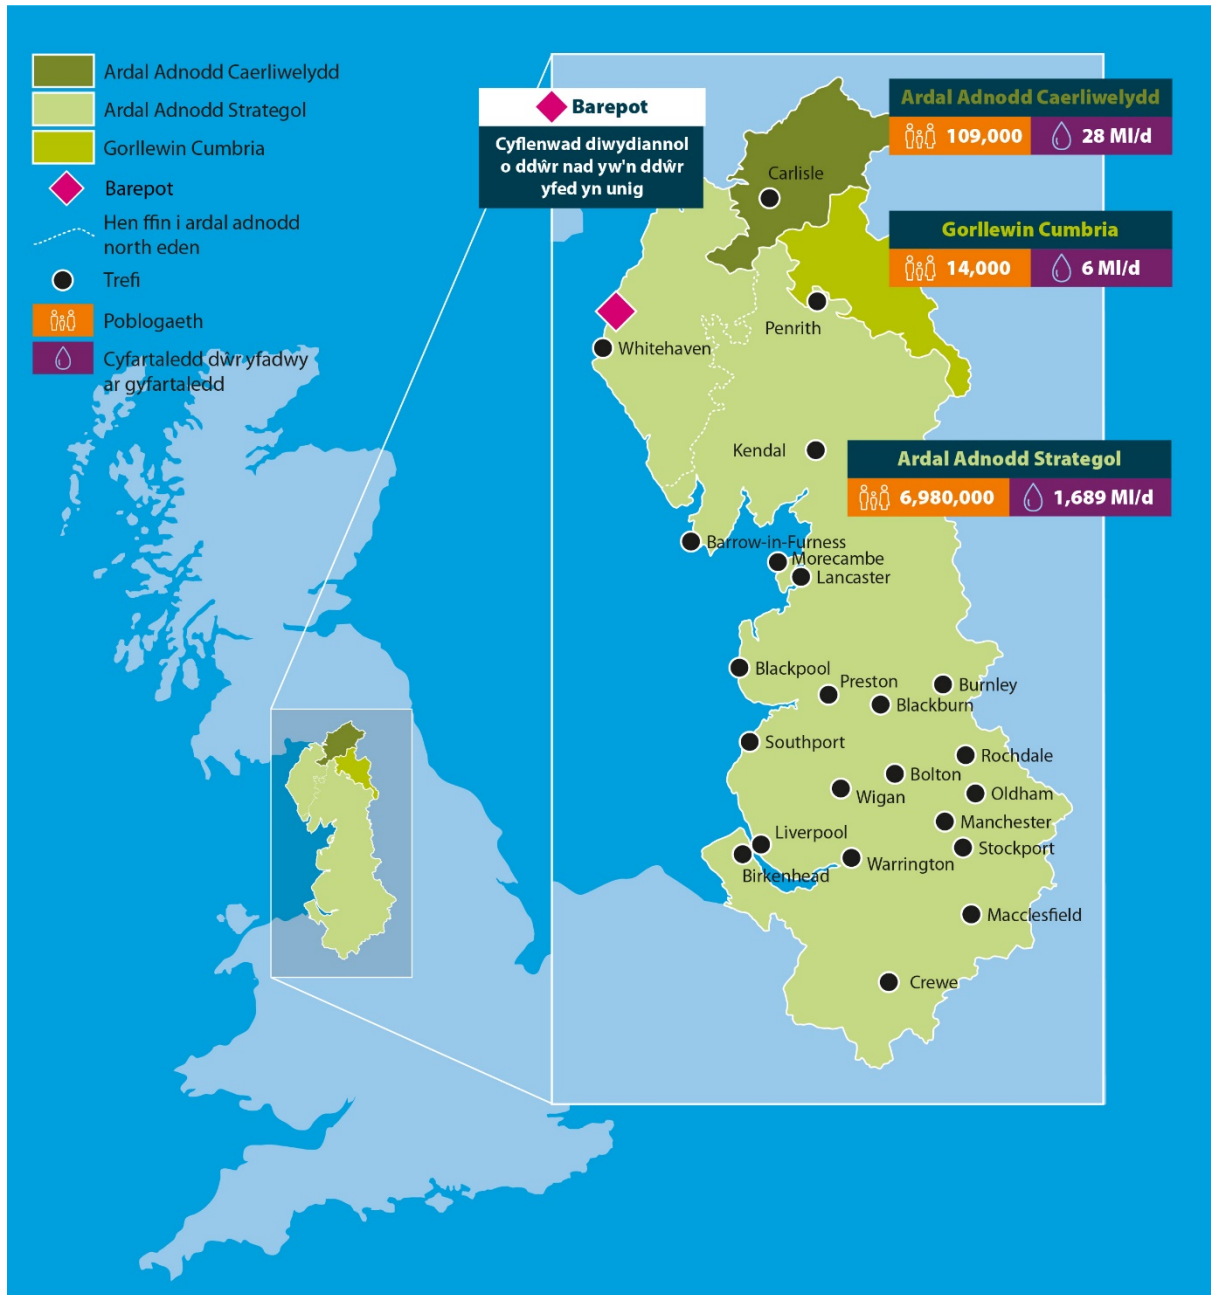 Ardal Adnodd Caerliwelydd
Ardal Adnodd Strategol
Gorllewin Cumbria
Barepot
Hen ffin i ardal adnodd
north eden
Trefi
Poblogaeth
Cyfartaledd dŵr yfadwy
ar gyfartaledd
Barepot
Cyflenwad diwydiannol
o ddŵr nad yw'n ddŵr
yfed yn unig
Ardal Adnodd Caerliwelydd
109,000 28 Ml/d
Gorllewin Cumbria
14,000 6 Ml/d
Ardal Adnodd Strategol
6,980,000 1,689 Ml/d
Carlisle
Penrith
Whitehaven
Kendal
Barrow-in-Furness
Morecambe
Lancaster
Blackpool
Preston
Burnley
Blackburn
Southport
Rochdale
Bolton
Wigan
Oldham
Manchester
Liverpool
Stockport
Warrington
Birkenhead
Macclesfield
Crewe